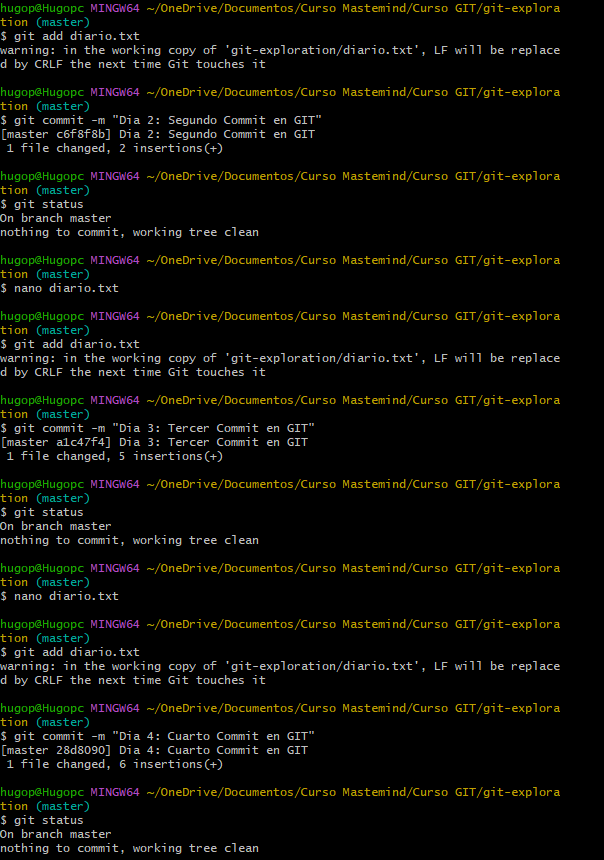 hugop@Hugopc MINGW64 ~/OneDrive/Documentos/Curso Mastemind/Curso GIT/git-explora
tion (master)
$ git add diario.txt
warning: in the working copy of 'git-exploration/diario.txt', LF will be replace
d by CRLF the next time Git touches it
hugop@Hugopc MINGW64 ~/OneDrive/Documentos/Curso Mastemind/Curso GIT/git-explora
tion (master)
$ git commit -m "Dia 2: Segundo Commit en GIT"
[master c6f8f8b] Dia 2: Segundo Commit en GIT
 1 file changed, 2 insertions(+)
hugop@Hugopc MINGW64 ~/OneDrive/Documentos/Curso Mastemind/Curso GIT/git-explora
tion (master)
$ git status
On branch master
nothing to commit, working tree clean
hugop@Hugopc MINGW64 ~/OneDrive/Documentos/Curso Mastemind/Curso GIT/git-explora
tion (master)
$ nano diario.txt
hugop@Hugopc MINGW64 ~/OneDrive/Documentos/Curso Mastemind/Curso GIT/git-explora
tion (master)
$ git add diario.txt
warning: in the working copy of 'git-exploration/diario.txt', LF will be replace
d by CRLF the next time Git touches it
hugop@Hugopc MINGW64 ~/OneDrive/Documentos/Curso Mastemind/Curso GIT/git-explora
tion (master)
$ git commit -m "Dia 3: Tercer Commit en GIT"
[master a1c47f4] Dia 3: Tercer Commit en GIT
 1 file changed, 5 insertions(+)
hugop@Hugopc MINGW64 ~/OneDrive/Documentos/Curso Mastemind/Curso GIT/git-explora
tion (master)
$ git status
On branch master
nothing to commit, working tree clean
hugop@Hugopc MINGW64 ~/OneDrive/Documentos/Curso Mastemind/Curso GIT/git-explora
tion (master)
$ nano diario.txt
hugop@Hugopc MINGW64 ~/OneDrive/Documentos/Curso Mastemind/Curso GIT/git-explora
tion (master)
$ git add diario.txt
warning: in the working copy of 'git-exploration/diario.txt', LF will be replace
d by CRLF the next time Git touches it
hugop@Hugopc MINGW64 ~/OneDrive/Documentos/Curso Mastemind/Curso GIT/git-explora
tion (master)
$ git commit -m "Dia 4: Cuarto Commit en GIT"
[master 28d8090] Dia 4: Cuarto Commit en GIT
 1 file changed, 6 insertions(+)
hugop@Hugopc MINGW64 ~/OneDrive/Documentos/Curso Mastemind/Curso GIT/git-explora
tion (master)
$ git status
On branch master
nothing to commit, working tree clean